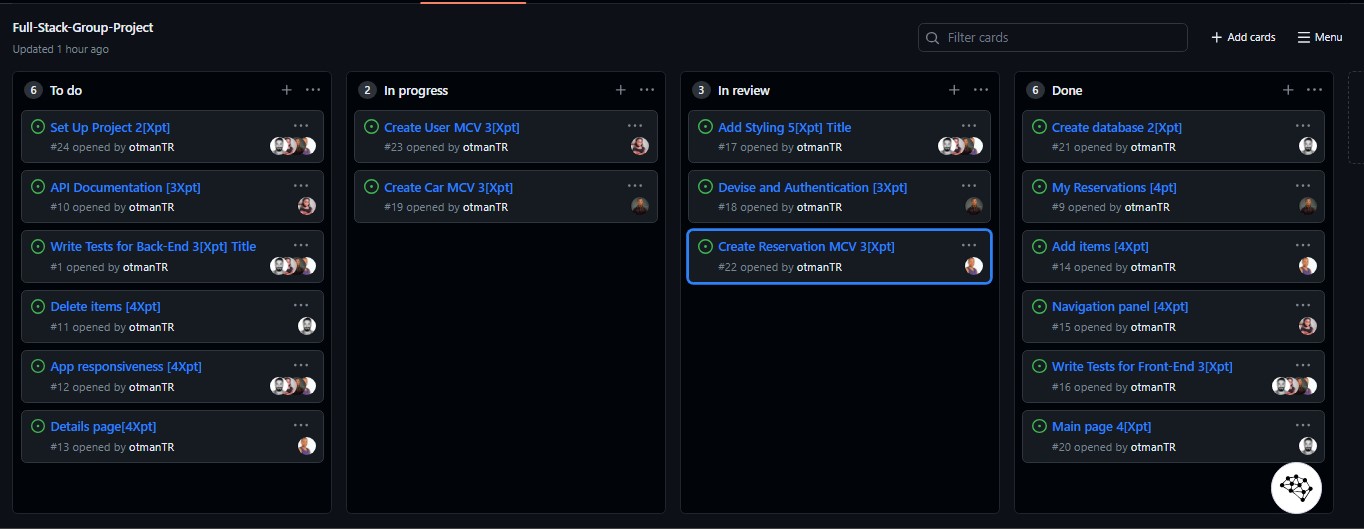 Full-Stack-Group-Project
Updated 1 hour ago
Filter cards
Add cards
Menu
6 To do
Set Up Project 2[Xpt]
#24 opened by otmanTR
API Documentation [3Xpt]
#10 opened by otmanTR
Write Tests for Back-End 3[Xpt] Title
#1 opened by otmanTR
Delete items [4Xpt]
#11 opened by otmanTR
App responsiveness [4Xpt]
#12 opened by otmanTR
Details page[4Xpt]
#13 opened by otmanTR
2 In progress
Create User MCV 3[Xpt]
#23 opened by otmanTR
Create Car MCV 3[Xpt]
#19 opened by otmanTR
3 In review
Add Styling 5[Xpt] Title
#17 opened by otmanTR
Devise and Authentication [3Xpt]
#18 opened by otmanTR
Create Reservation MCV 3[Xpt]
#22 opened by otmanTR
6 Done
Create database 2[Xpt]
#21 opened by otmanTR
My Reservations [4pt]
#9 opened by otmanTR
Add items [4Xpt]
#14 opened by otmanTR
Navigation panel [4Xpt]
#15 opened by otmanTR
Write Tests for Front-End 3[Xpt]
#16 opened by otmanTR
Main page 4[Xpt]
#20 opened by otmanTR